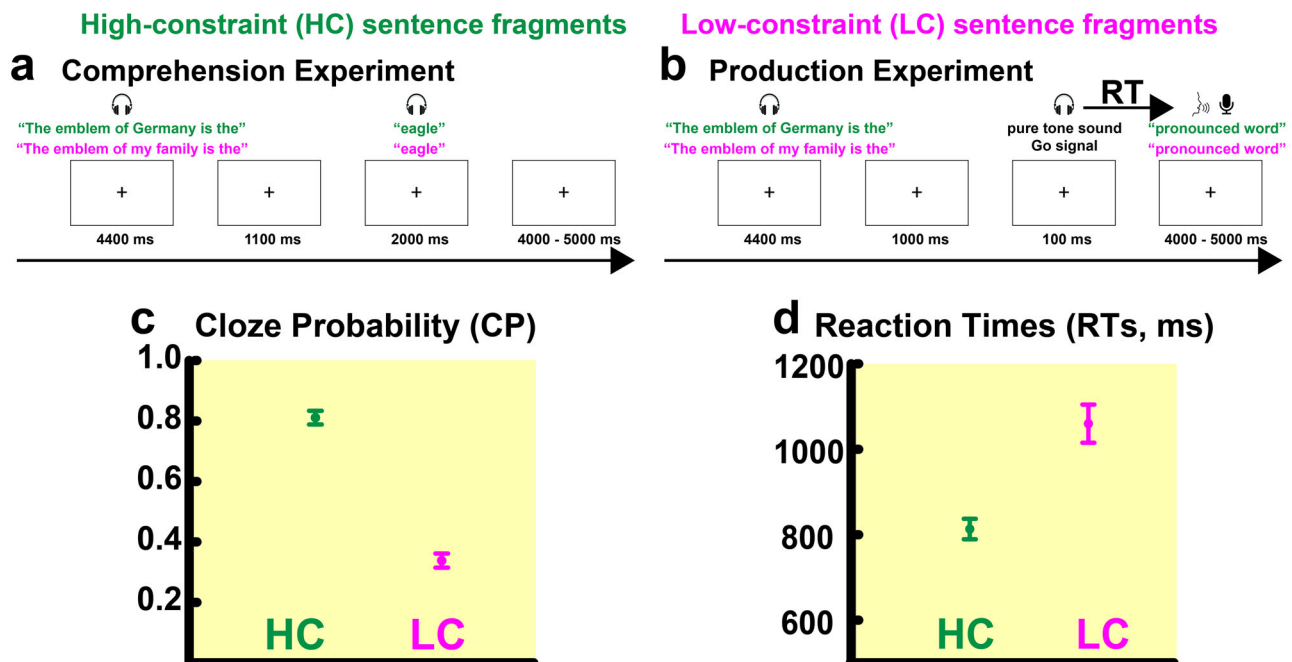 High-constraint (HC) sentence fragments
Low-constraint (LC) sentence fragments
a Comprehension Experiment
“The emblem of Germany is the”
“The emblem of my family is the”
“eagle”
“eagle”
+
+
+
+
4400 ms
1100 ms
2000 ms
4000 - 5000 ms
b Production Experiment
RT
“The emblem of Germany is the”
“The emblem of my family is the”
pure tone sound
Go signal
“pronounced word”
“pronounced word”
+
+
+
+
4400 ms
1000 ms
100 ms
4000 - 5000 ms
c Cloze Probability (CP)
1.0
0.8
0.6
0.4
0.2
HC
LC
d Reaction Times (RTs, ms)
1200
1000
800
600
HC
LC